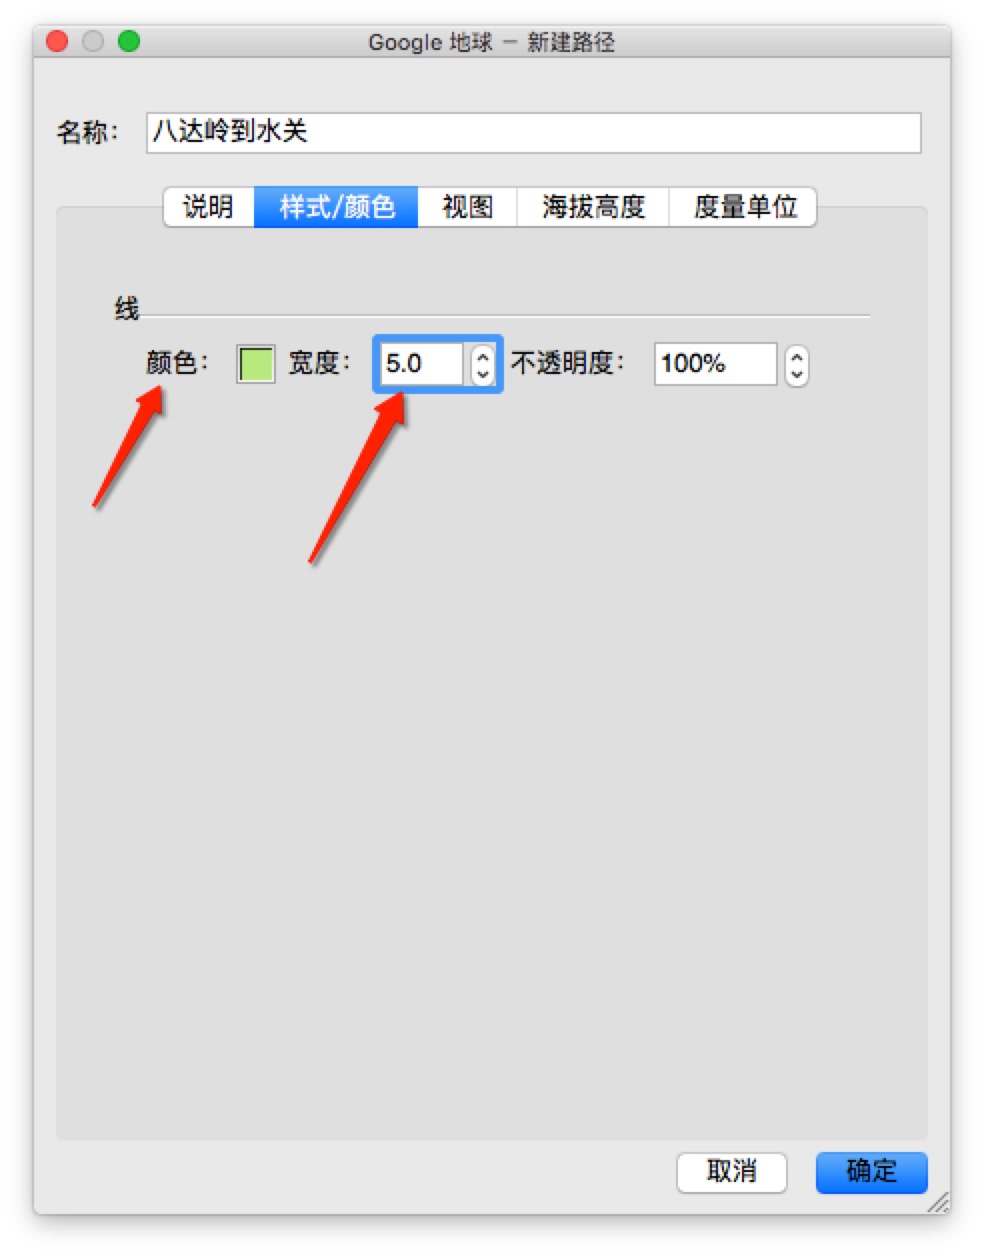 Google 地球 — 新建路径
名称： 八达岭到水关
说明 样式/颜色 视图 海拔高度 度量单位
线
颜色： 宽度： 5.0 不透明度： 100%
取消 确定